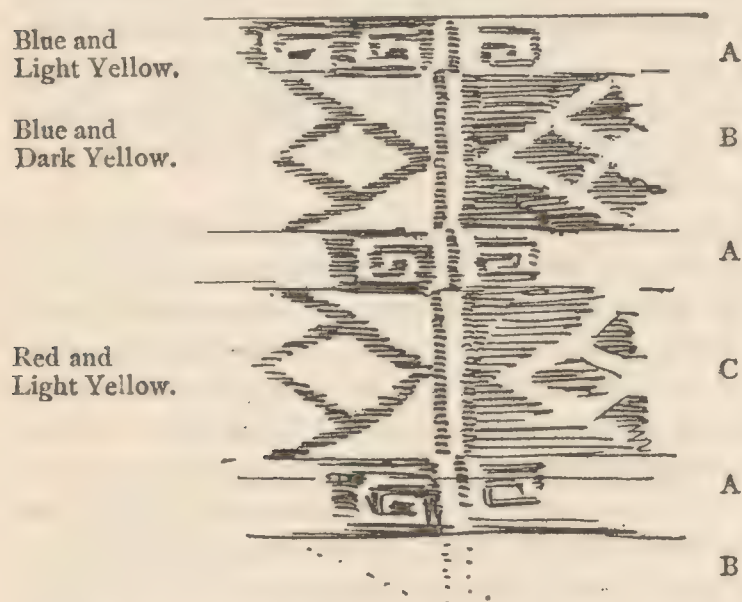 Blue and
Light Yellow.
A
Blue and
Dark Yellow.
B
A
Red and
Light Yellow.
C
A
B